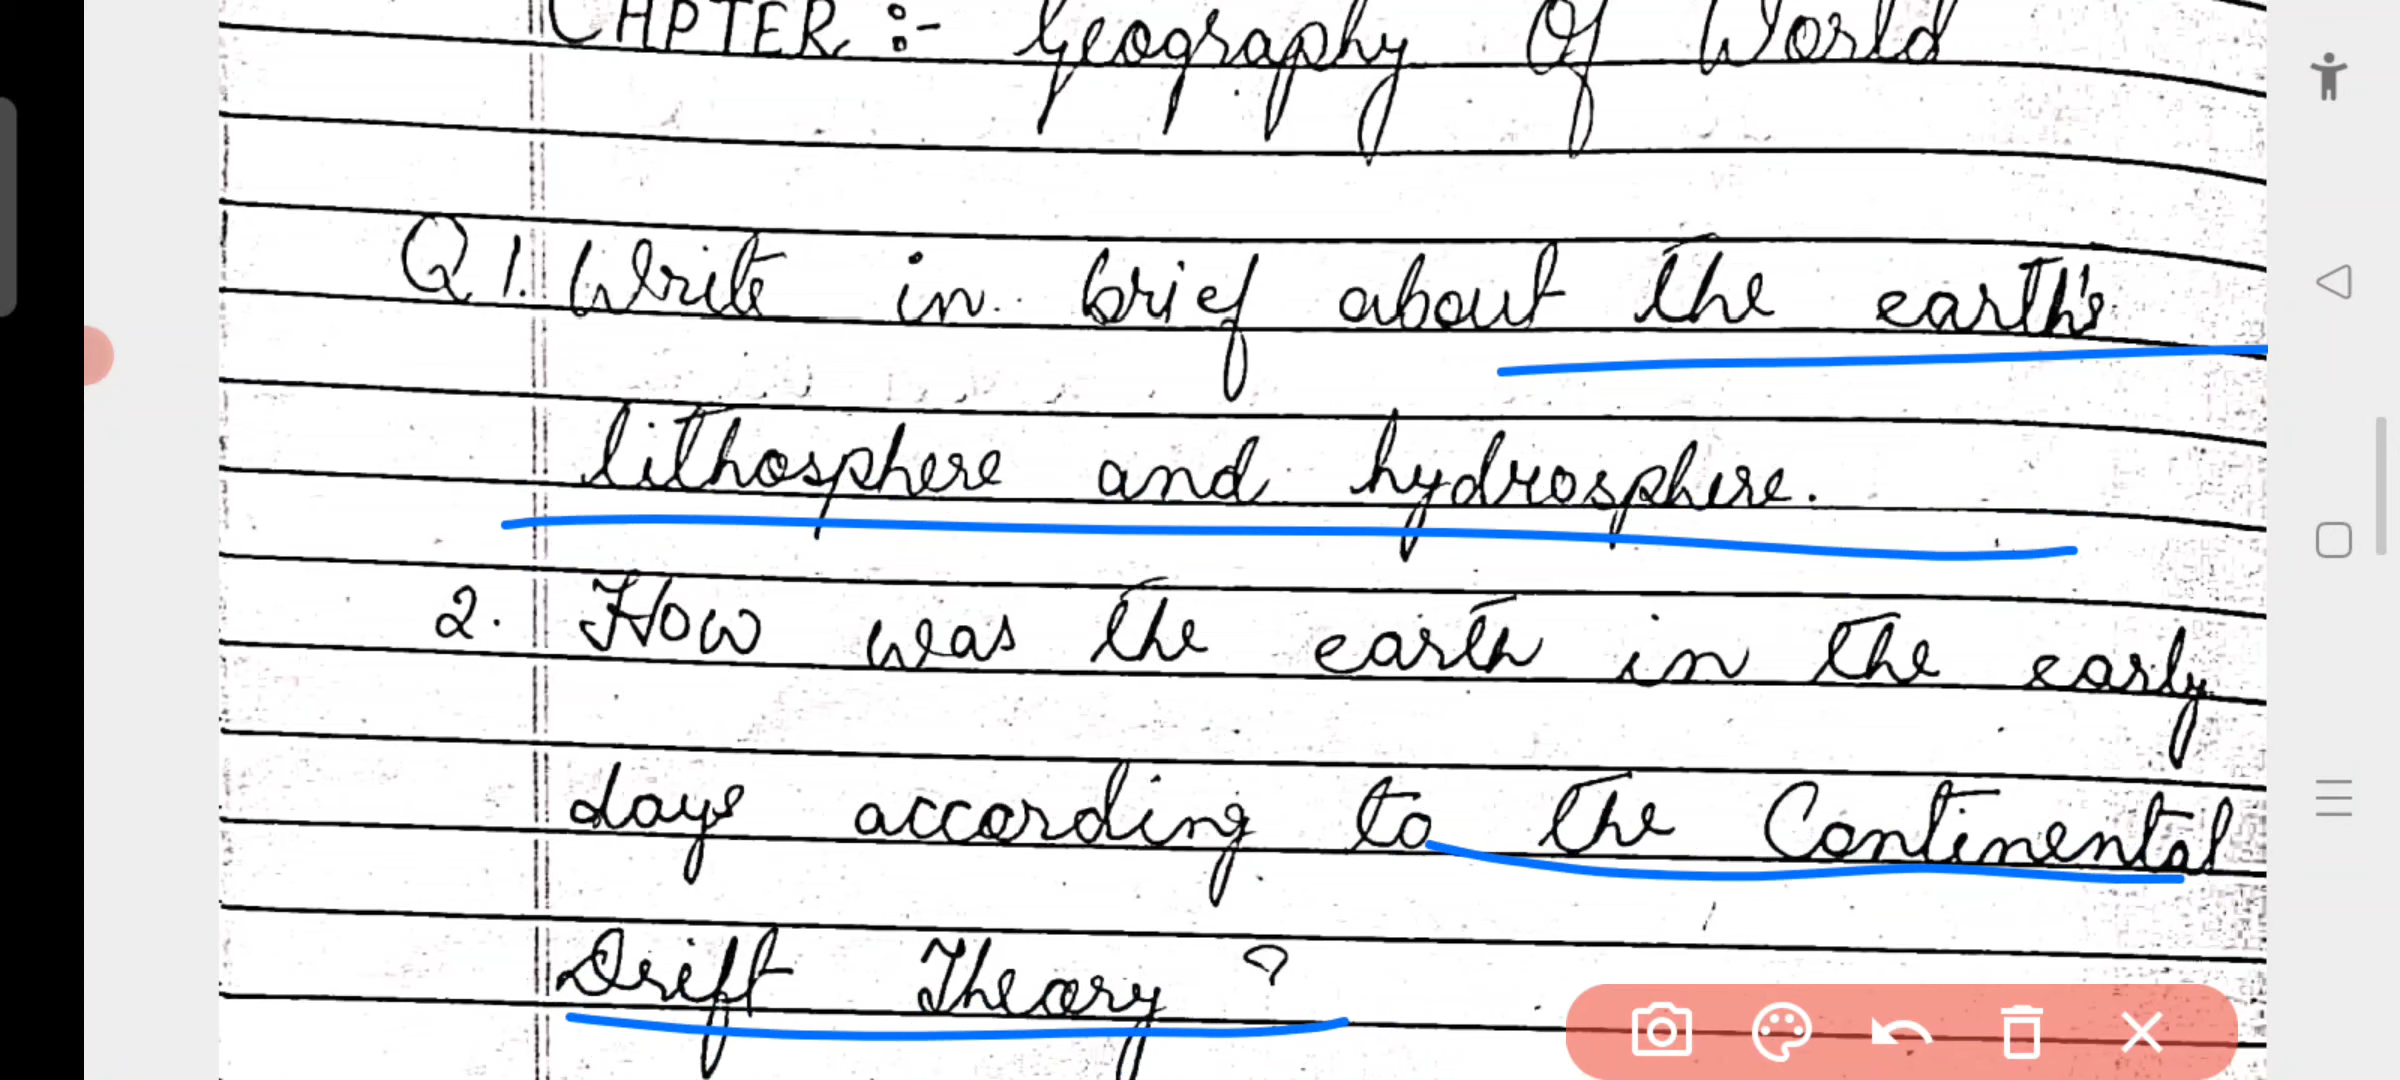 CHPTER :- Geography Of World
Q1. Write in brief about the earth's
lithosphere and hydrosphere.
2. How was the earth in the early
days according to the Continental
Drift Theory ?